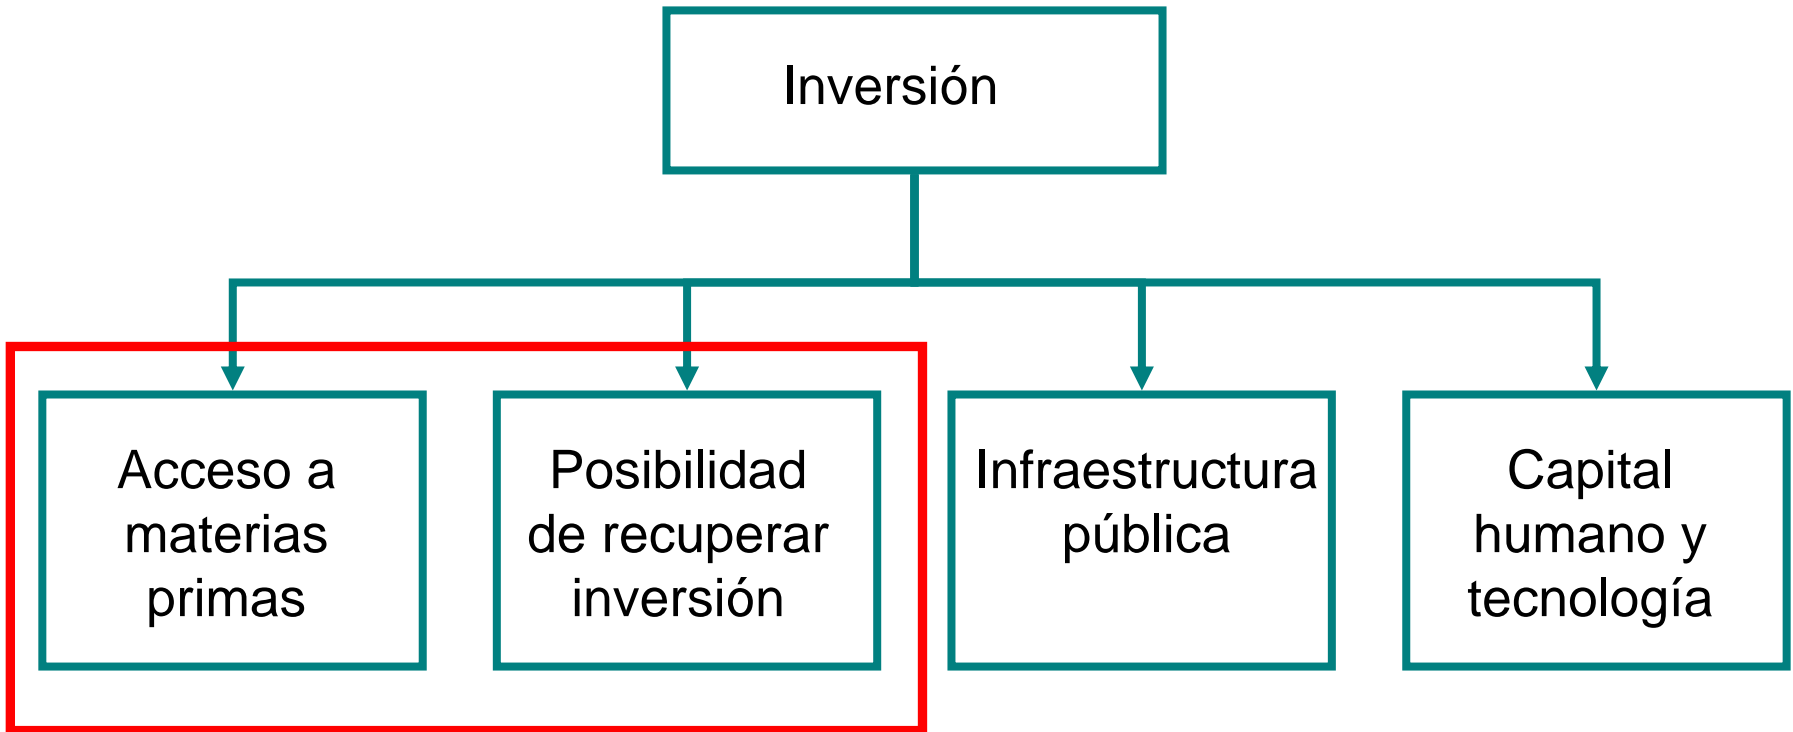 Inversión
Acceso a
materias
primas
Posibilidad
de recuperar
inversión
Infraestructura
pública
Capital
humano y
tecnología